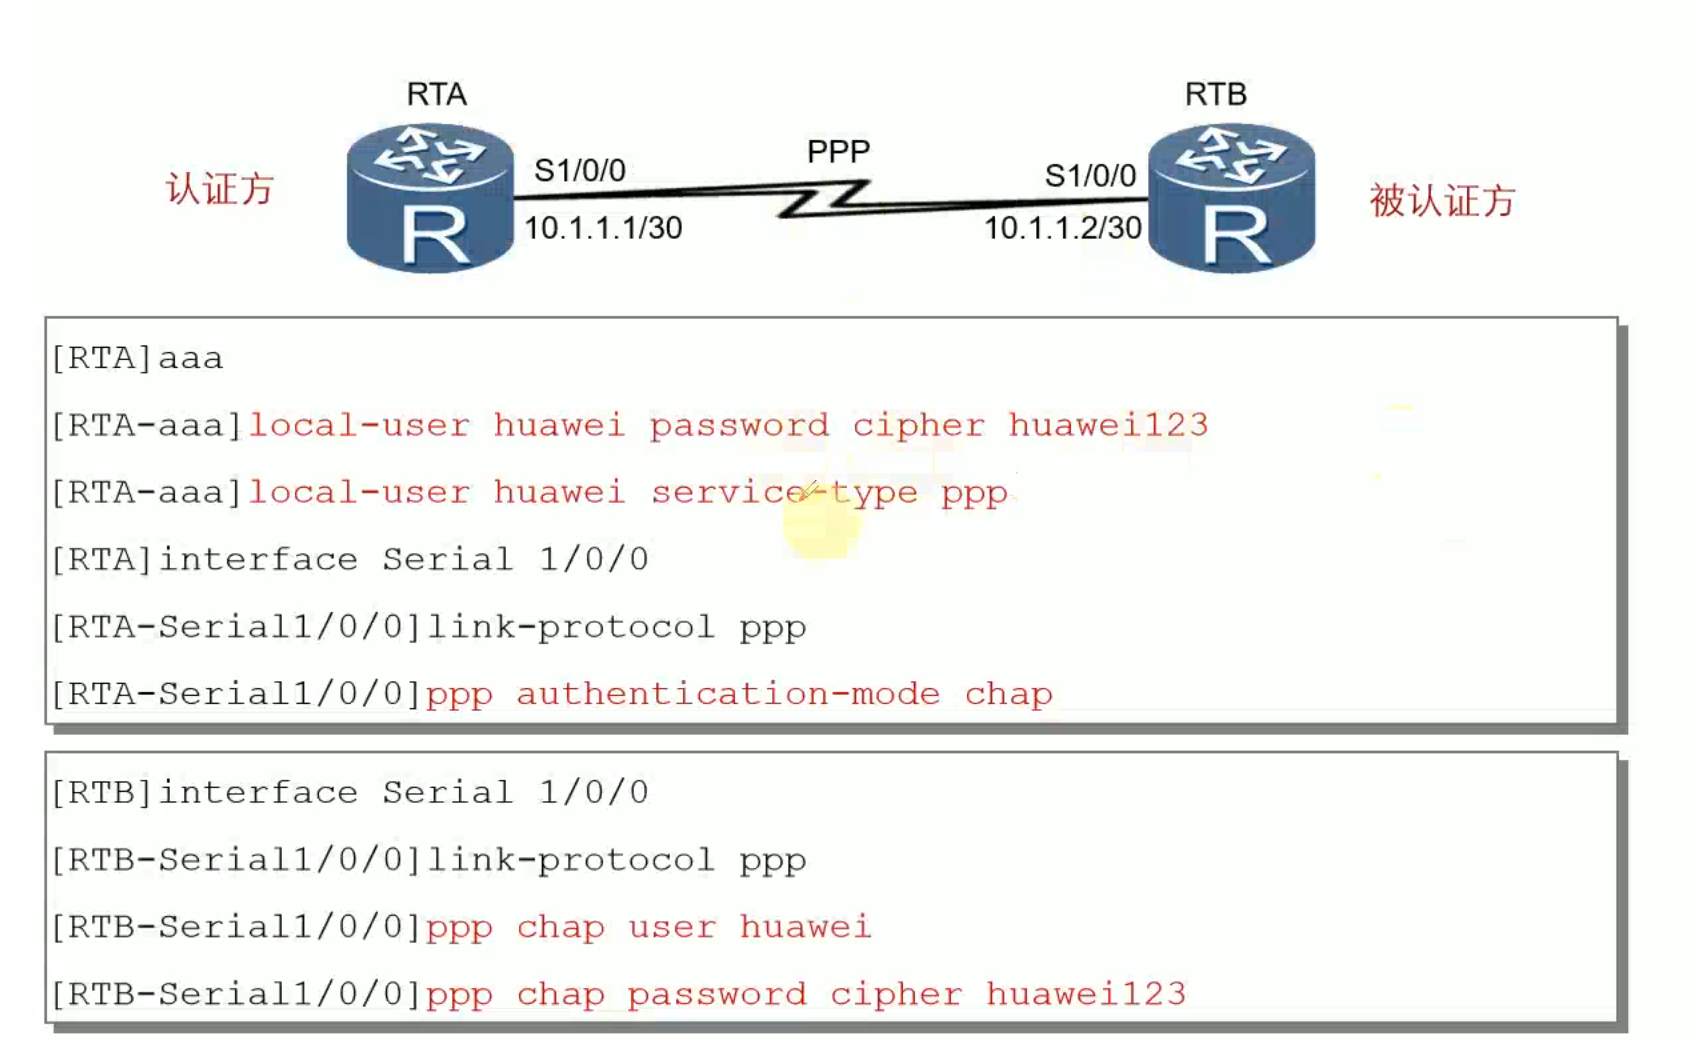 RTA
RTB
PPP
认证方
S1/0/0
S1/0/0
被认证方
R
R
10.1.1.1/30
10.1.1.2/30
[RTA]aaa
[RTA-aaa]local-user huawei password cipher huawei123
[RTA-aaa]local-user huawei service-type ppp
[RTA]interface Serial 1/0/0
[RTA-Serial1/0/0]link-protocol ppp
[RTA-Serial1/0/0]ppp authentication-mode chap
[RTB]interface Serial 1/0/0
[RTB-Serial1/0/0]link-protocol ppp
[RTB-Serial1/0/0]ppp chap user huawei
[RTB-Serial1/0/0]ppp chap password cipher huawei123